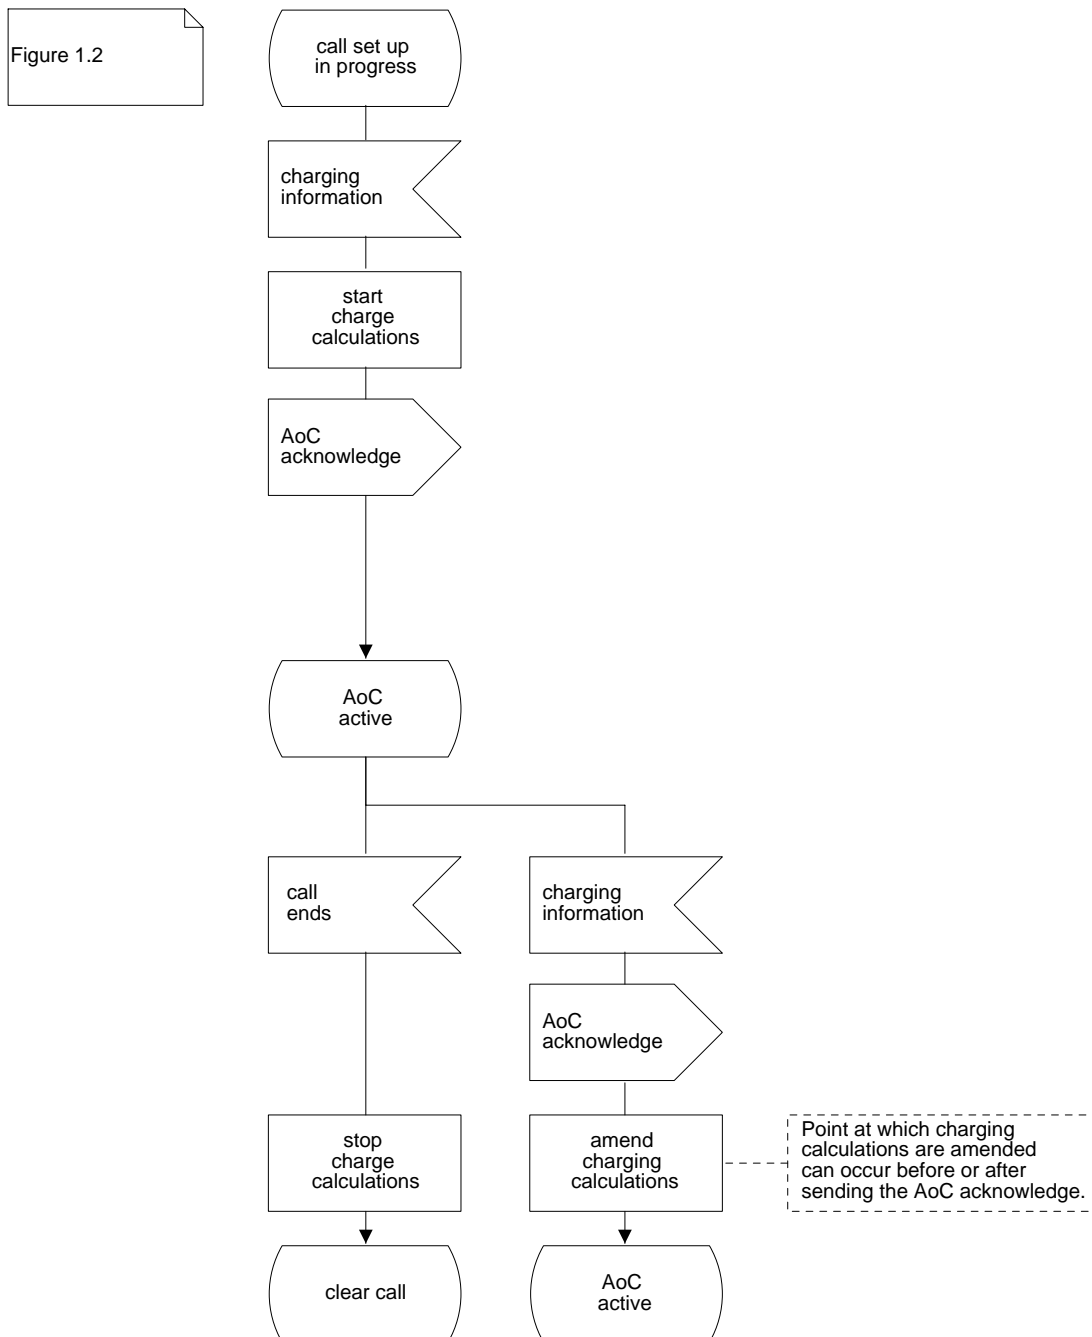 Figure 1.2
call set up
in progress
charging
information
start
charge
calculations
AoC
acknowledge
AoC
active
call
ends
charging
information
AoC
acknowledge
stop
charge
calculations
amend
charging
calculations
Point at which charging
calculations are amended
can occur before or after
sending the AoC acknowledge.
clear call
AoC
active